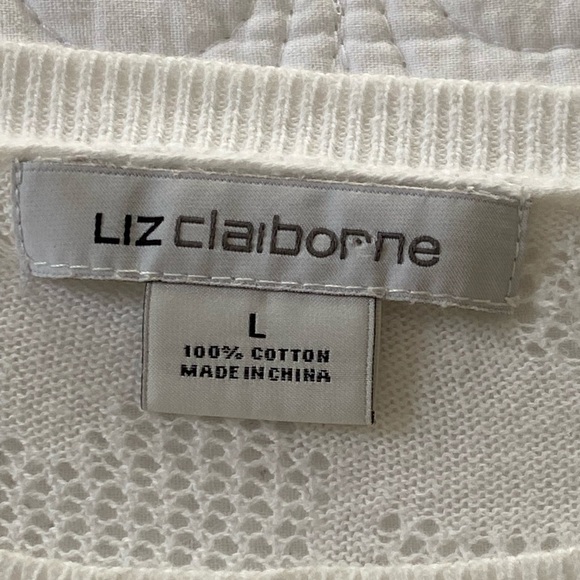 LIZ claiborne
L
100% COTTON
MADE IN CHINA